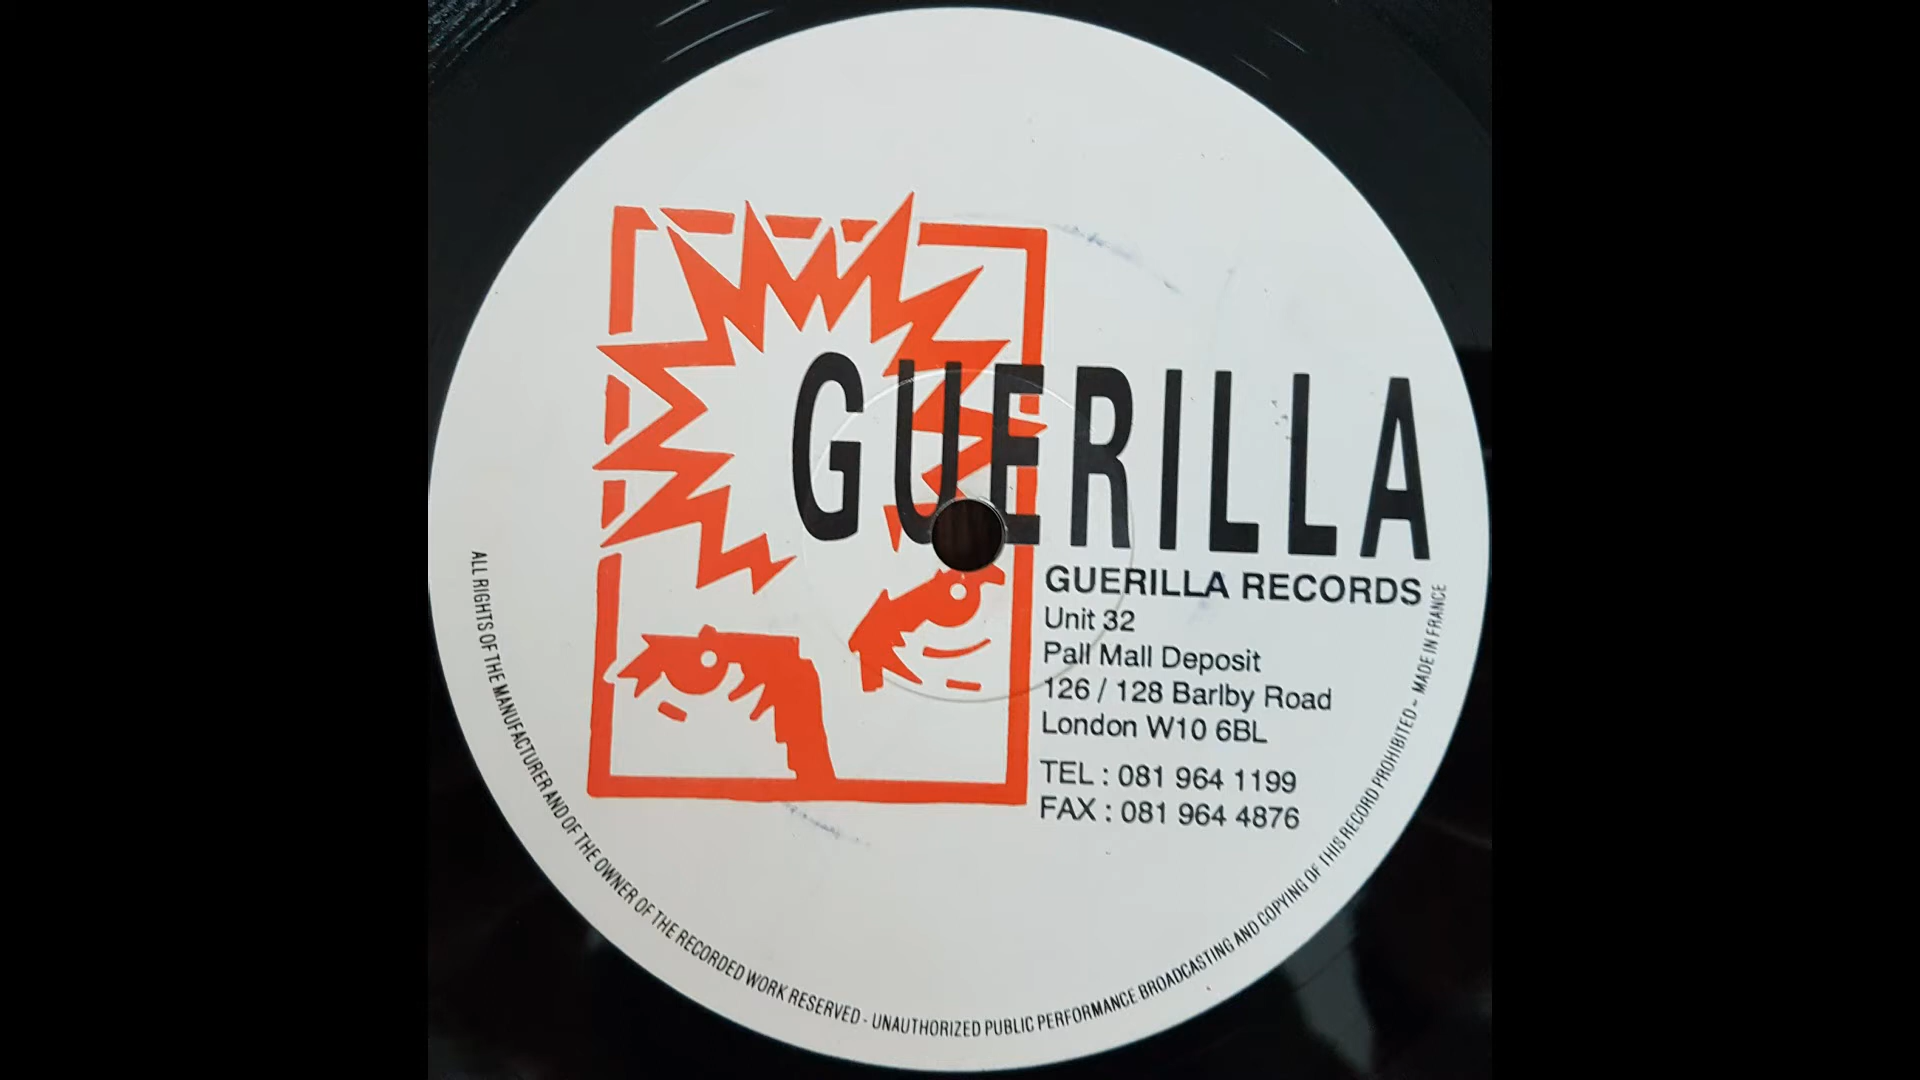 GUERILLA
GUERILLA RECORDS
Unit 32
Pall Mall Deposit
126 / 128 Barlby Road
London W10 6BL
TEL : 081 964 1199
FAX : 081 964 4876
ALL RIGHTS OF THE MANUFACTURER AND OF THE OWNER OF THE RECORDED WORK RESERVED - UNAUTHORIZED PUBLIC PERFORMANCE BROADCASTING AND COPYING OF THIS RECORD PROHIBITED - MADE IN FRANCE